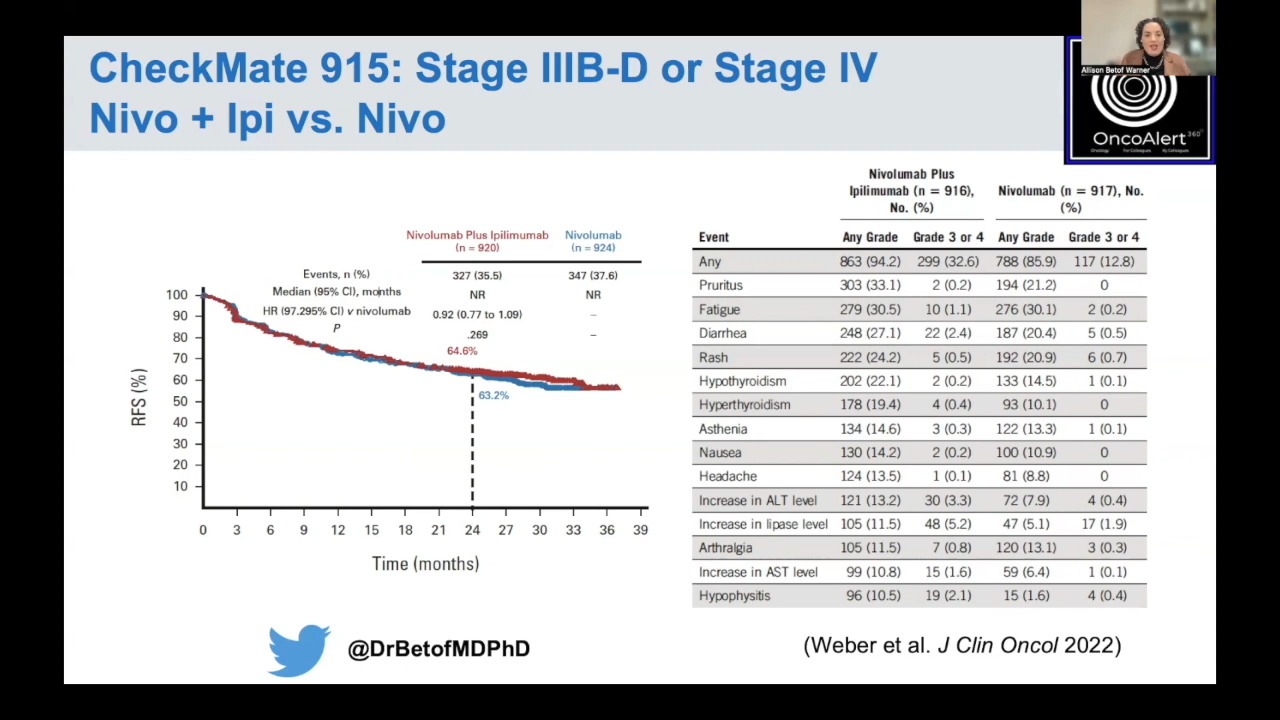 CheckMate 915: Stage IIIB-D or Stage IV
Nivo + Ipi vs. Nivo
Allison Betof Warner
OncoAlert 360°
Oncology For Colleagues By Colleagues
Nivolumab Plus Ipilimumab Nivolumab
(n = 920) (n = 924)
Events, n (%) 327 (35.5) 347 (37.6)
Median (95% CI), months NR NR
HR (97.295% CI) v nivolumab 0.92 (0.77 to 1.09) –
P .269 –
64.6%
63.2%
100
90
80
70
60
50
40
30
20
10
RFS (%)
0 3 6 9 12 15 18 21 24 27 30 33 36 39
Time (months)
Nivolumab Plus
Ipilimumab (n = 916), Nivolumab (n = 917), No.
No. (%) (%)
Event Any Grade Grade 3 or 4 Any Grade Grade 3 or 4
Any 863 (94.2) 299 (32.6) 788 (85.9) 117 (12.8)
Pruritus 303 (33.1) 2 (0.2) 194 (21.2) 0
Fatigue 279 (30.5) 10 (1.1) 276 (30.1) 2 (0.2)
Diarrhea 248 (27.1) 22 (2.4) 187 (20.4) 5 (0.5)
Rash 222 (24.2) 5 (0.5) 192 (20.9) 6 (0.7)
Hypothyroidism 202 (22.1) 2 (0.2) 133 (14.5) 1 (0.1)
Hyperthyroidism 178 (19.4) 4 (0.4) 93 (10.1) 0
Asthenia 134 (14.6) 3 (0.3) 122 (13.3) 1 (0.1)
Nausea 130 (14.2) 2 (0.2) 100 (10.9) 0
Headache 124 (13.5) 1 (0.1) 81 (8.8) 0
Increase in ALT level 121 (13.2) 30 (3.3) 72 (7.9) 4 (0.4)
Increase in lipase level 105 (11.5) 48 (5.2) 47 (5.1) 17 (1.9)
Arthralgia 105 (11.5) 7 (0.8) 120 (13.1) 3 (0.3)
Increase in AST level 99 (10.8) 15 (1.6) 59 (6.4) 1 (0.1)
Hypophysitis 96 (10.5) 19 (2.1) 15 (1.6) 4 (0.4)
@DrBetofMDPhD
(Weber et al. J Clin Oncol 2022)